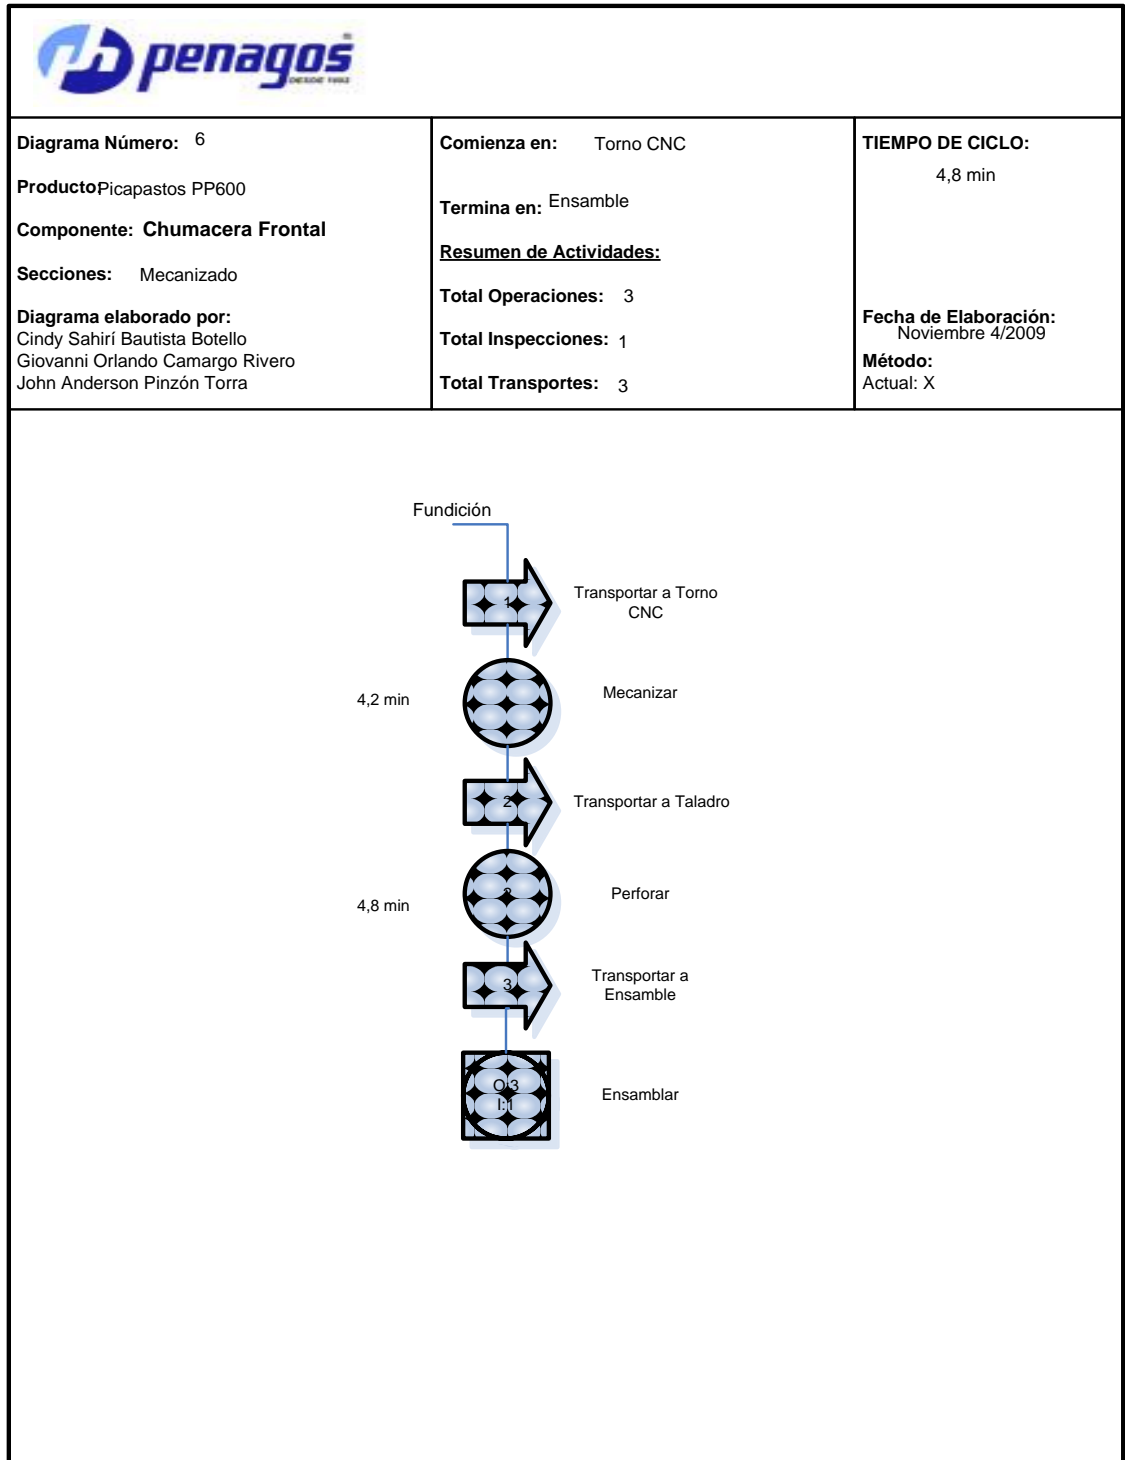 penagos
DESDE 1892
Diagrama Número: 6
Producto: Picapastos PP600
Componente: Chumacera Frontal
Secciones: Mecanizado
Diagrama elaborado por:
Cindy Sahirí Bautista Botello
Giovanni Orlando Camargo Rivero
John Anderson Pinzón Torra
Comienza en: Torno CNC
Termina en: Ensamble
Resumen de Actividades:
Total Operaciones: 3
Total Inspecciones: 1
Total Transportes: 3
TIEMPO DE CICLO:
4,8 min
Fecha de Elaboración:
Noviembre 4/2009
Método:
Actual: X
Fundición
1
Transportar a Torno
CNC
4,2 min
Mecanizar
2
Transportar a Taladro
4,8 min
2
Perforar
3
Transportar a
Ensamble
O:3
I:1
Ensamblar